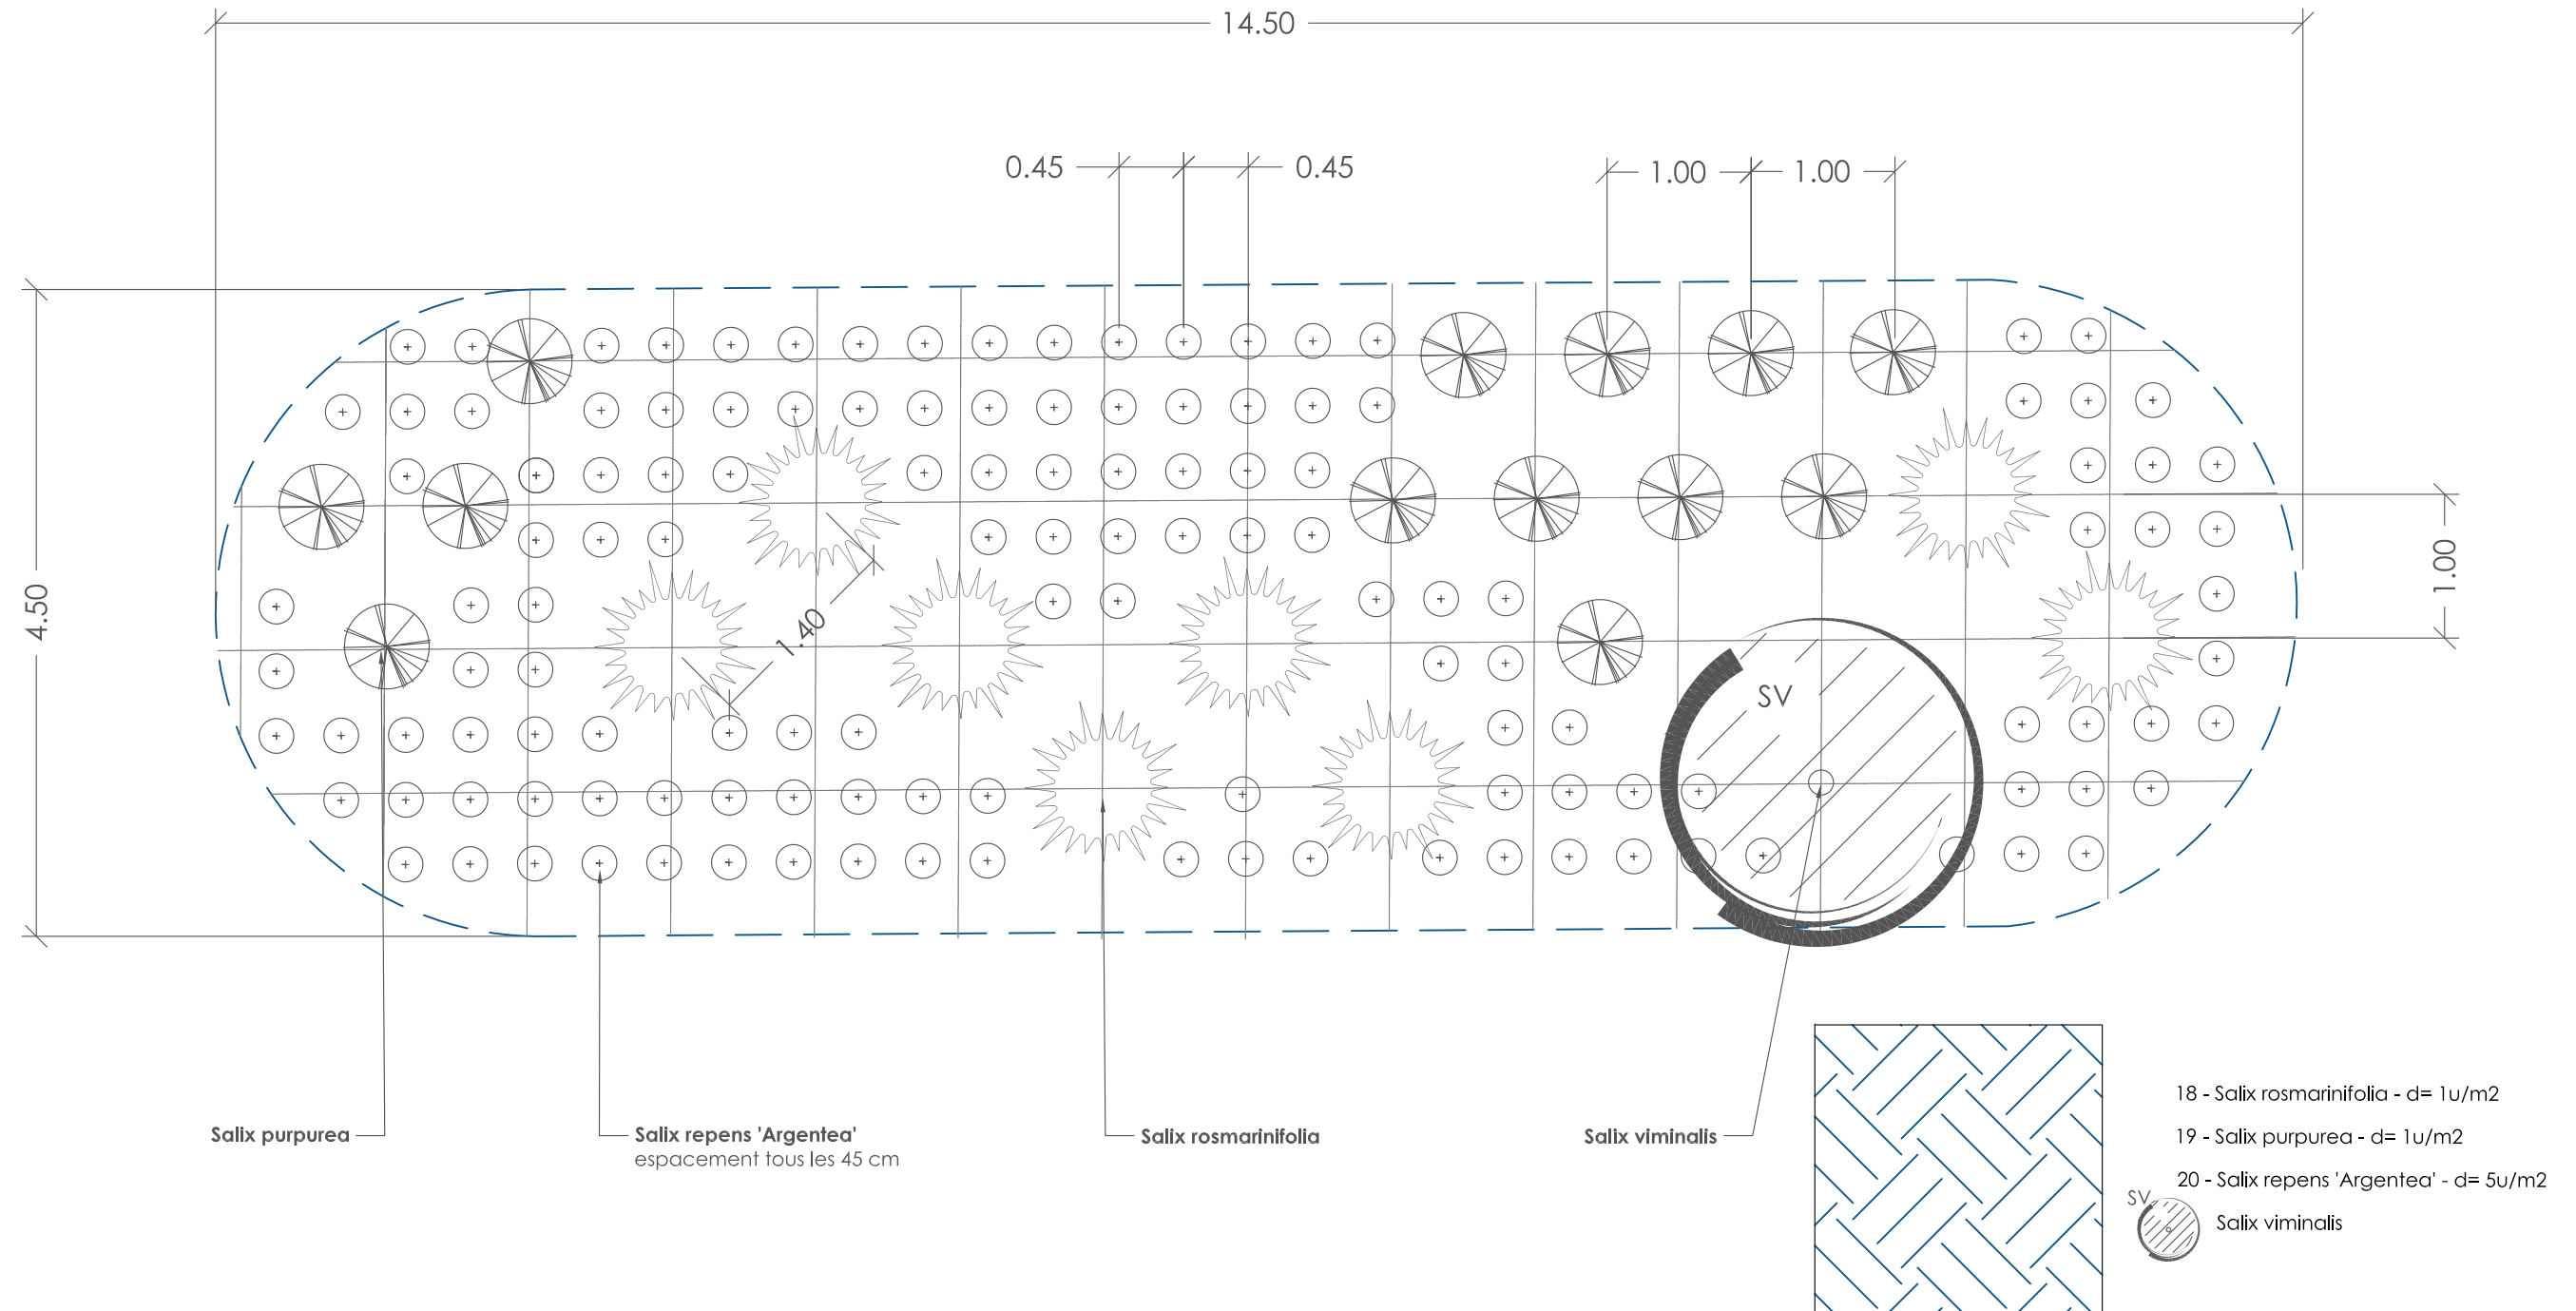 14.50
0.45
0.45
1.00
1.00
4.50
1.40
1.00
SV
Salix purpurea
Salix repens 'Argentea'
espacement tous les 45 cm
Salix rosmarinifolia
Salix viminalis
18 - Salix rosmarinifolia - d= 1u/m2
19 - Salix purpurea - d= 1u/m2
20 - Salix repens 'Argentea' - d= 5u/m2
SV
Salix viminalis